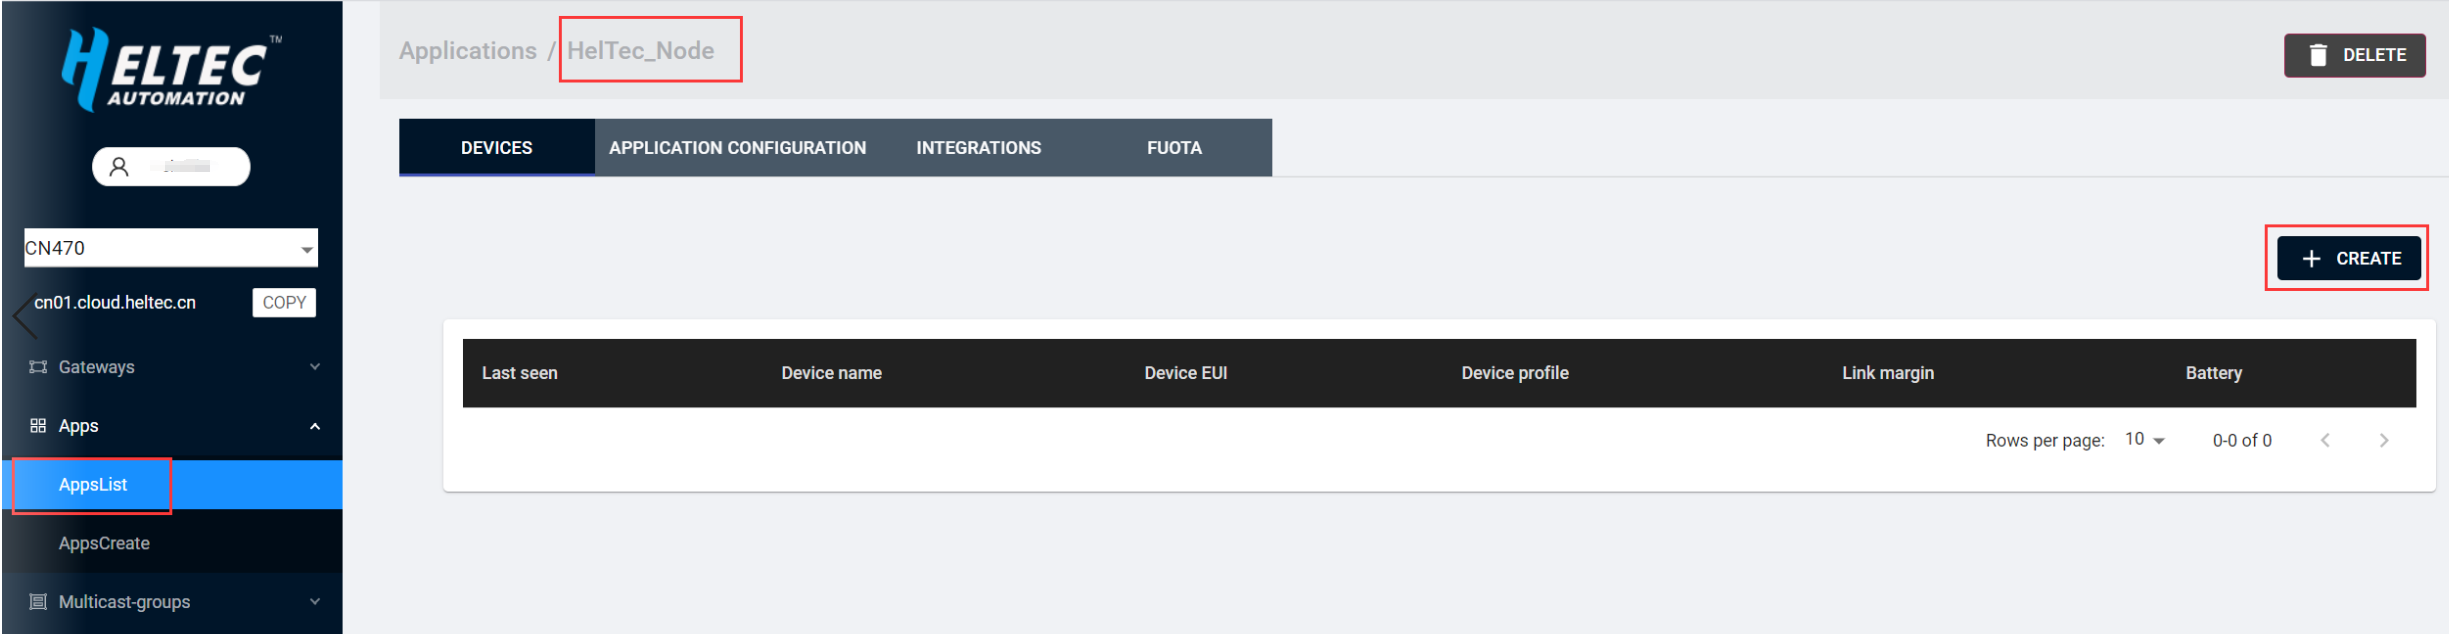 HELTEC™
AUTOMATION
CN470
cn01.cloud.heltec.cn COPY
Gateways
Apps
AppsList
AppsCreate
Multicast-groups
Applications / HelTec_Node
DELETE
DEVICES APPLICATION CONFIGURATION INTEGRATIONS FUOTA
+ CREATE
Last seen Device name Device EUI Device profile Link margin Battery
Rows per page: 10 0-0 of 0 < >